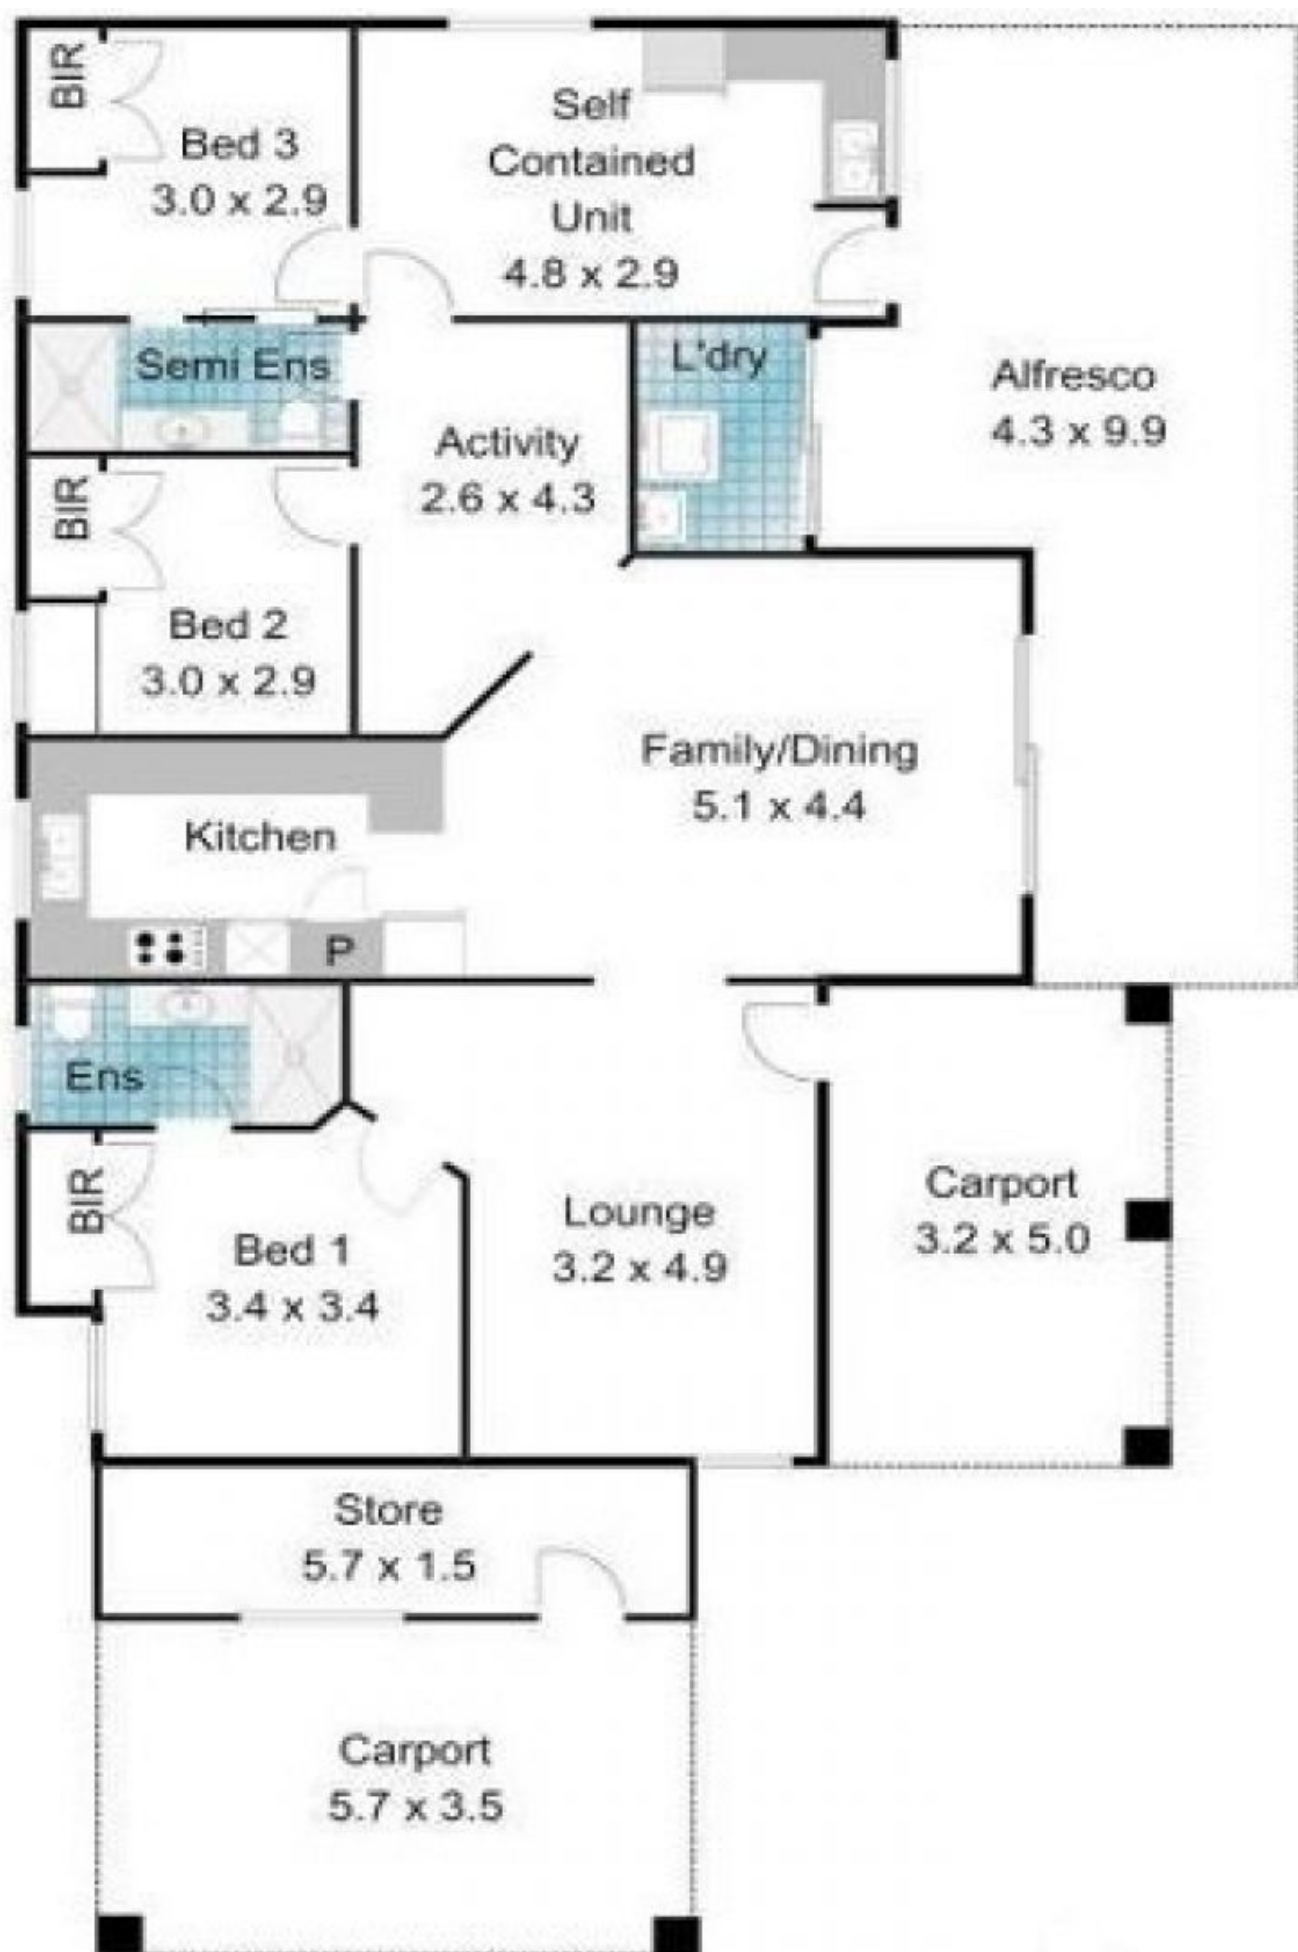 BIR
Bed 3
3.0 x 2.9
Self
Contained
Unit
4.8 x 2.9
Semi Ens
L'dry
Alfresco
4.3 x 9.9
Activity
2.6 x 4.3
BIR
Bed 2
3.0 x 2.9
Family/Dining
5.1 x 4.4
Kitchen
P
Ens
BIR
Bed 1
3.4 x 3.4
Lounge
3.2 x 4.9
Carport
3.2 x 5.0
Store
5.7 x 1.5
Carport
5.7 x 3.5